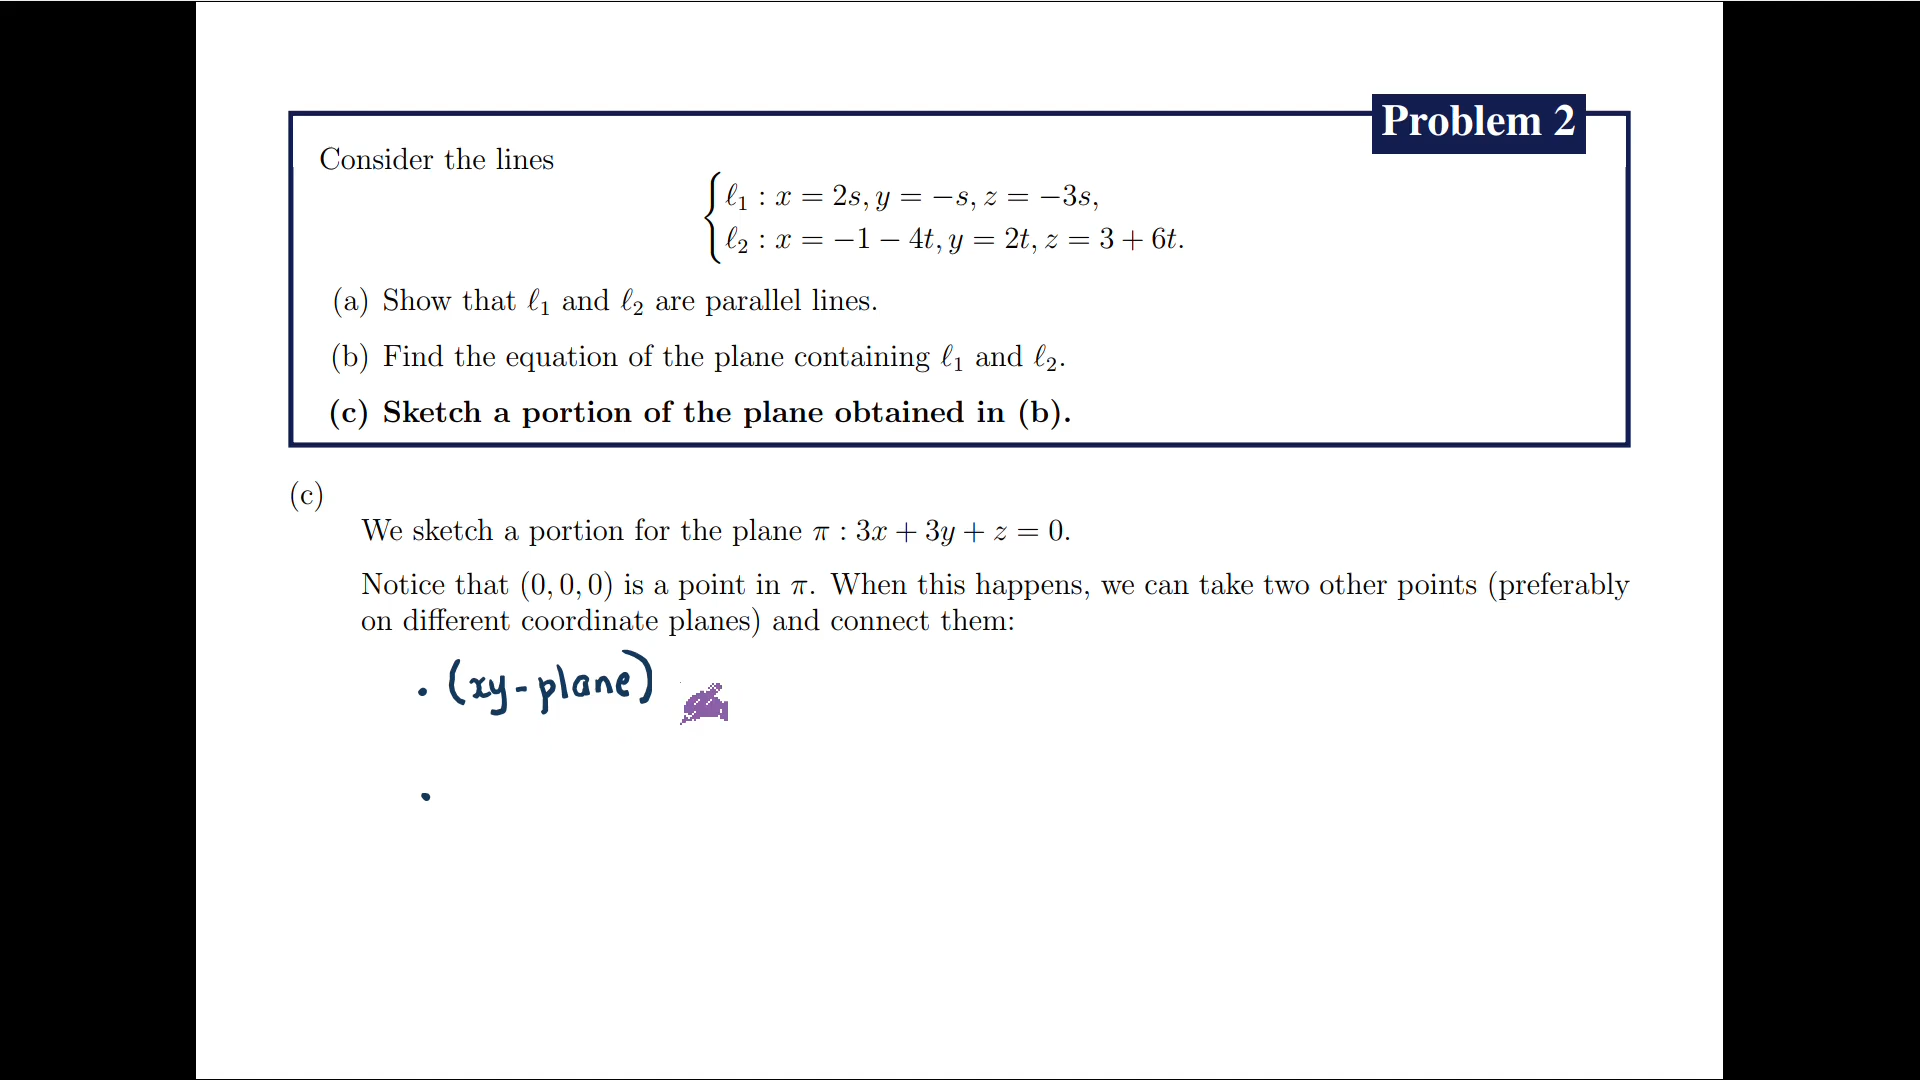 Problem 2
Consider the lines
ℓ₁ : x = 2s, y = −s, z = −3s,
ℓ₂ : x = −1 − 4t, y = 2t, z = 3 + 6t.
(a) Show that ℓ₁ and ℓ₂ are parallel lines.
(b) Find the equation of the plane containing ℓ₁ and ℓ₂.
(c) Sketch a portion of the plane obtained in (b).
(c)
We sketch a portion for the plane π : 3x + 3y + z = 0.
Notice that (0, 0, 0) is a point in π. When this happens, we can take two other points (preferably
on different coordinate planes) and connect them:
• (xy-plane)
•